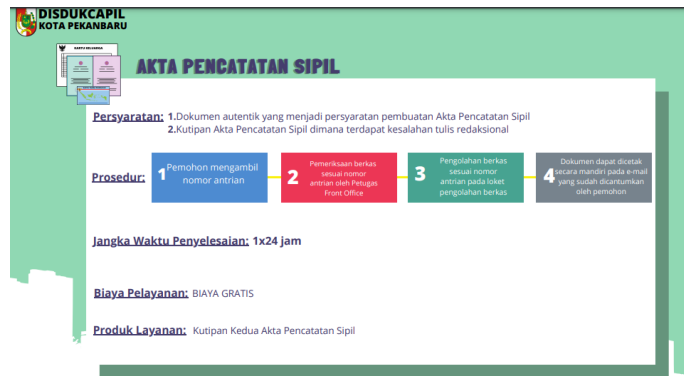 DISDUKCAPIL
KOTA PEKANBARU
KARTU KELUARGA
AKTA PENCATATAN SIPIL
Persyaratan: 1.Dokumen autentik yang menjadi persyaratan pembuatan Akta Pencatatan Sipil
2.Kutipan Akta Pencatatan Sipil dimana terdapat kesalahan tulis redaksional
Prosedur:
1 Pemohon mengambil
nomor antrian
2 Pemeriksaan berkas
sesuai nomor
antrian oleh Petugas
Front Office
3 Pengolahan berkas
sesuai nomor
antrian pada loket
pengolahan berkas
4 Dokumen dapat dicetak
secara mandiri pada e-mail
yang sudah dicantumkan
oleh pemohon
Jangka Waktu Penyelesaian: 1x24 jam
Biaya Pelayanan: BIAYA GRATIS
Produk Layanan: Kutipan Kedua Akta Pencatatan Sipil